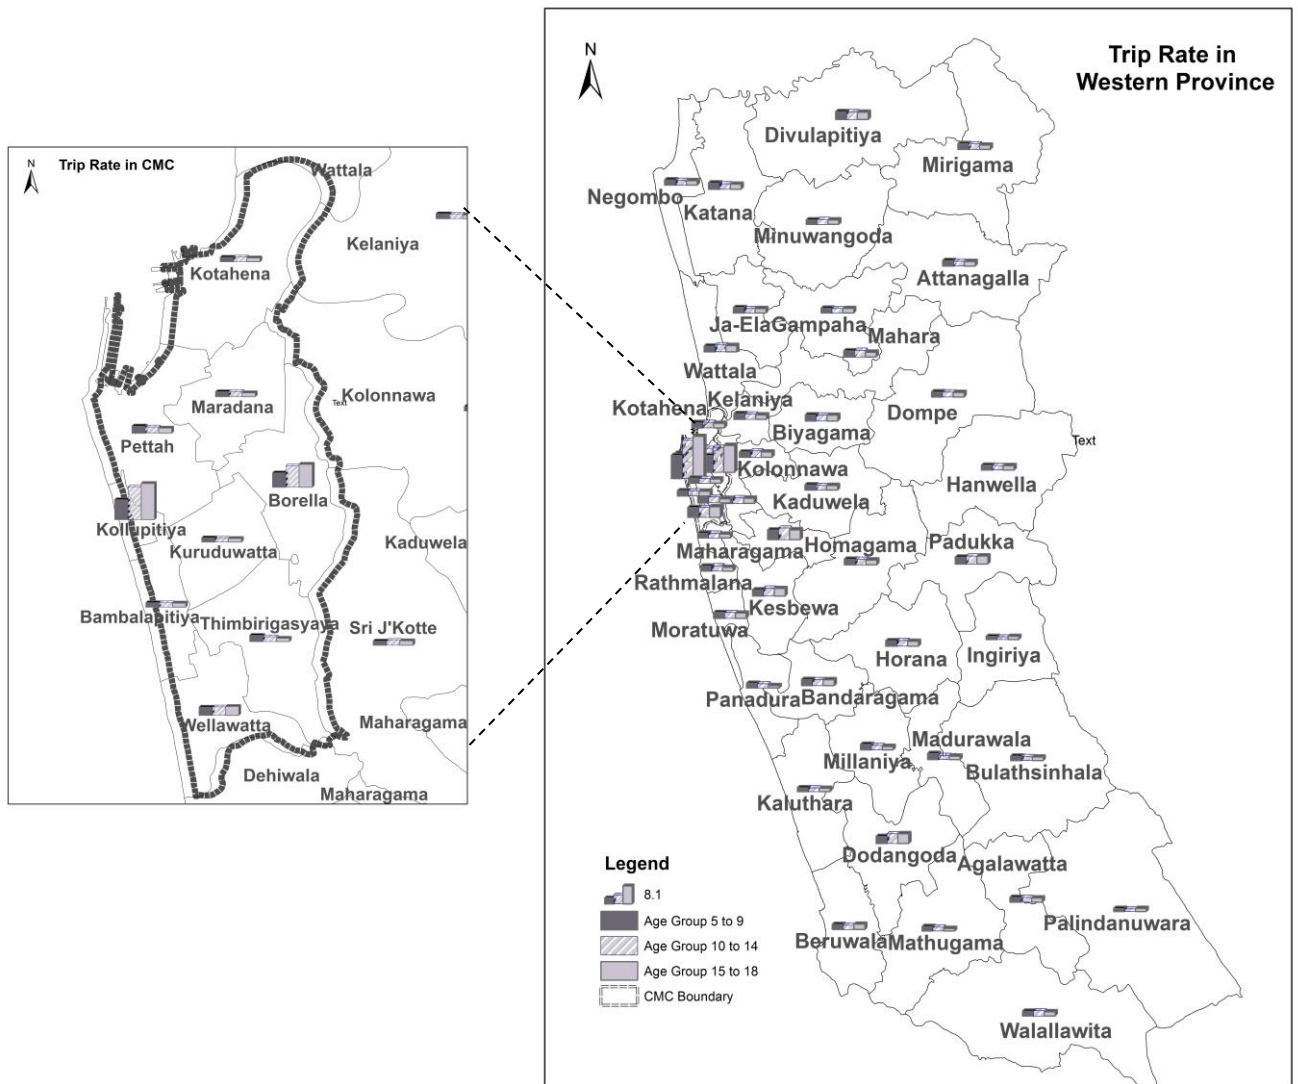 N
Trip Rate in CMC
Wattala
Kelaniya
Kotahena
Text
Kolonnawa
Maradana
Pettah
Borella
Kollupitiya
Kuruduwatta
Kaduwela
Bambalapitiya
Thimbirigasyaya
Sri J'Kotte
Wellawatta
Maharagama
Dehiwala
Maharagama
N
Trip Rate in
Western Province
Divulapitiya
Mirigama
Negombo
Katana
Minuwangoda
Attanagalla
Ja-Ela
Gampaha
Mahara
Wattala
Kelaniya
Kotahena
Dompe
Biyagama
Text
Kolonnawa
Hanwella
Kaduwela
Maharagama
Homagama
Padukka
Rathmalana
Kesbewa
Moratuwa
Horana
Ingiriya
Panadura
Bandaragama
Madurawala
Millaniya
Bulathsinhala
Kaluthara
Dodangoda
Agalawatta
Palindanuwara
Beruwala
Mathugama
Walallawita
Legend
8.1
Age Group 5 to 9
Age Group 10 to 14
Age Group 15 to 18
CMC Boundary